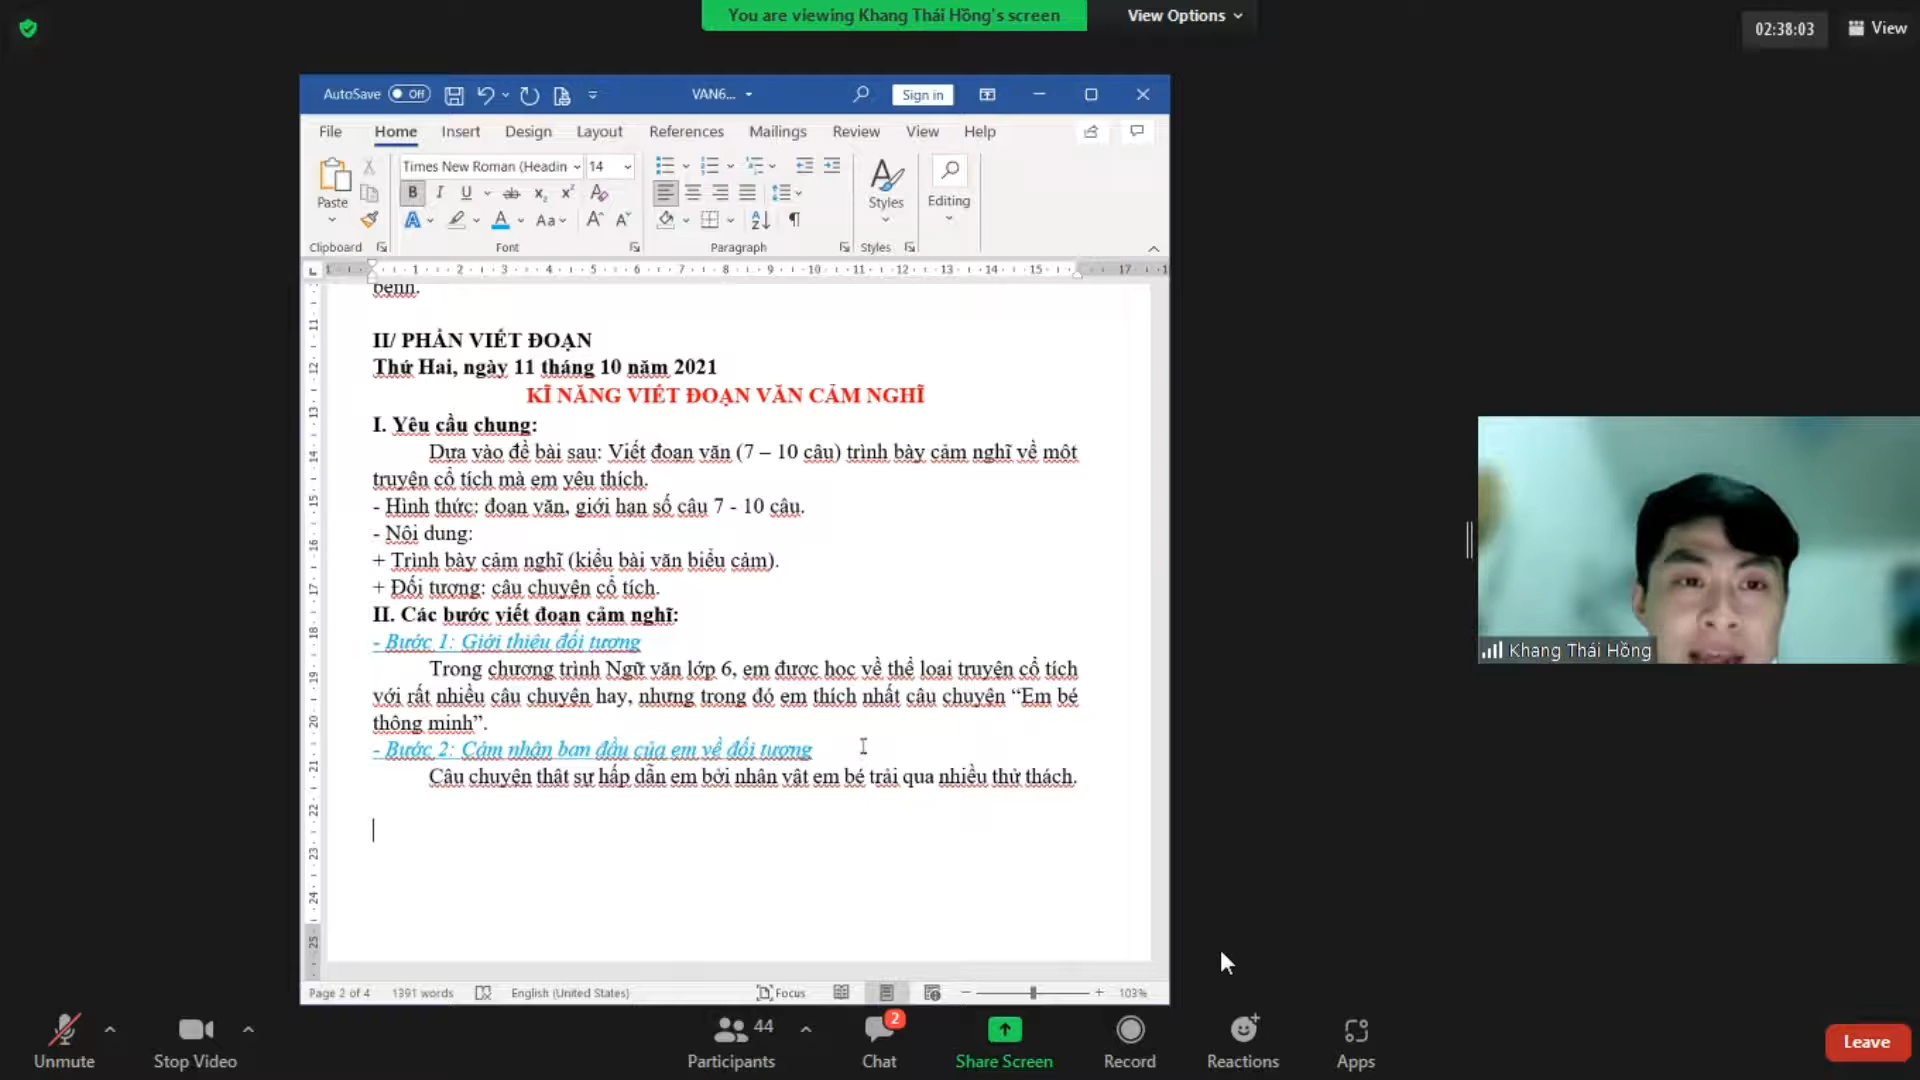 You are viewing Khang Thái Hồng's screen
View Options
02:38:03
View
AutoSave Off
VAN6...
Sign in
File Home Insert Design Layout References Mailings Review View Help
Times New Roman (Headin 14
Paste
Styles
Editing
Clipboard Font Paragraph Styles
bệnh.
II/ PHẦN VIẾT ĐOẠN
Thứ Hai, ngày 11 tháng 10 năm 2021
KĨ NĂNG VIẾT ĐOẠN VĂN CẢM NGHĨ
I. Yêu cầu chung:
Dựa vào đề bài sau: Viết đoạn văn (7 – 10 câu) trình bày cảm nghĩ về một
truyện cổ tích mà em yêu thích.
- Hình thức: đoạn văn, giới hạn số câu 7 - 10 câu.
- Nội dung:
+ Trình bày cảm nghĩ (kiểu bài văn biểu cảm).
+ Đối tượng: câu chuyện cổ tích.
II. Các bước viết đoạn cảm nghĩ:
- Bước 1: Giới thiệu đối tượng
Trong chương trình Ngữ văn lớp 6, em được học về thể loại truyện cổ tích
với rất nhiều câu chuyện hay, nhưng trong đó em thích nhất câu chuyện “Em bé
thông minh”.
- Bước 2: Cảm nhận ban đầu của em về đối tượng
Câu chuyện thật sự hấp dẫn em bởi nhân vật em bé trải qua nhiều thử thách.
Khang Thái Hồng
Page 2 of 4 1391 words English (United States) Focus 103%
Unmute
Stop Video
Participants 44
Chat 2
Share Screen
Record
Reactions
Apps
Leave